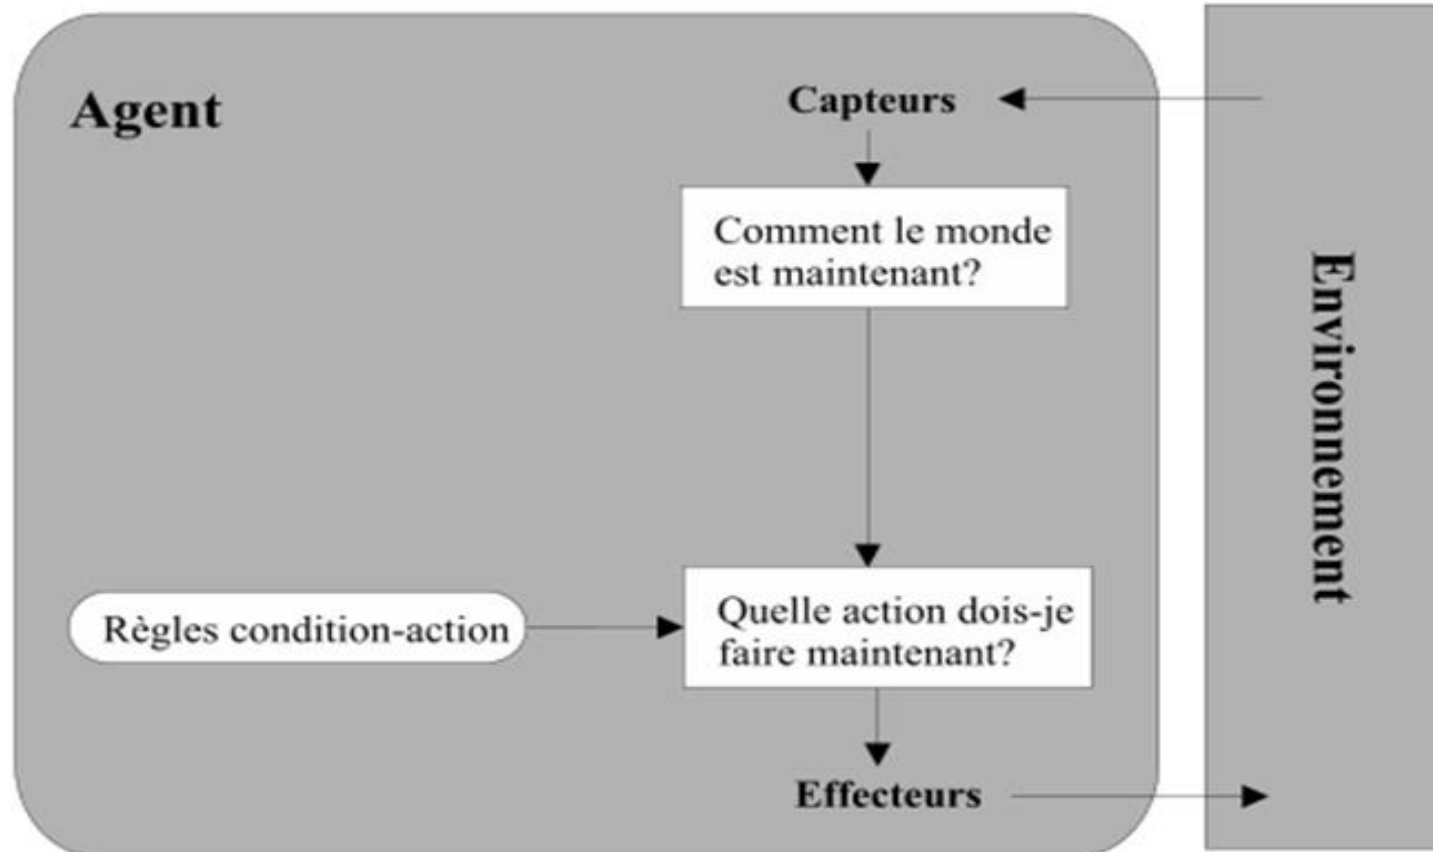 Agent
Capteurs
Comment le monde
est maintenant?
Environnement
Règles condition-action
Quelle action dois-je
faire maintenant?
Effecteurs